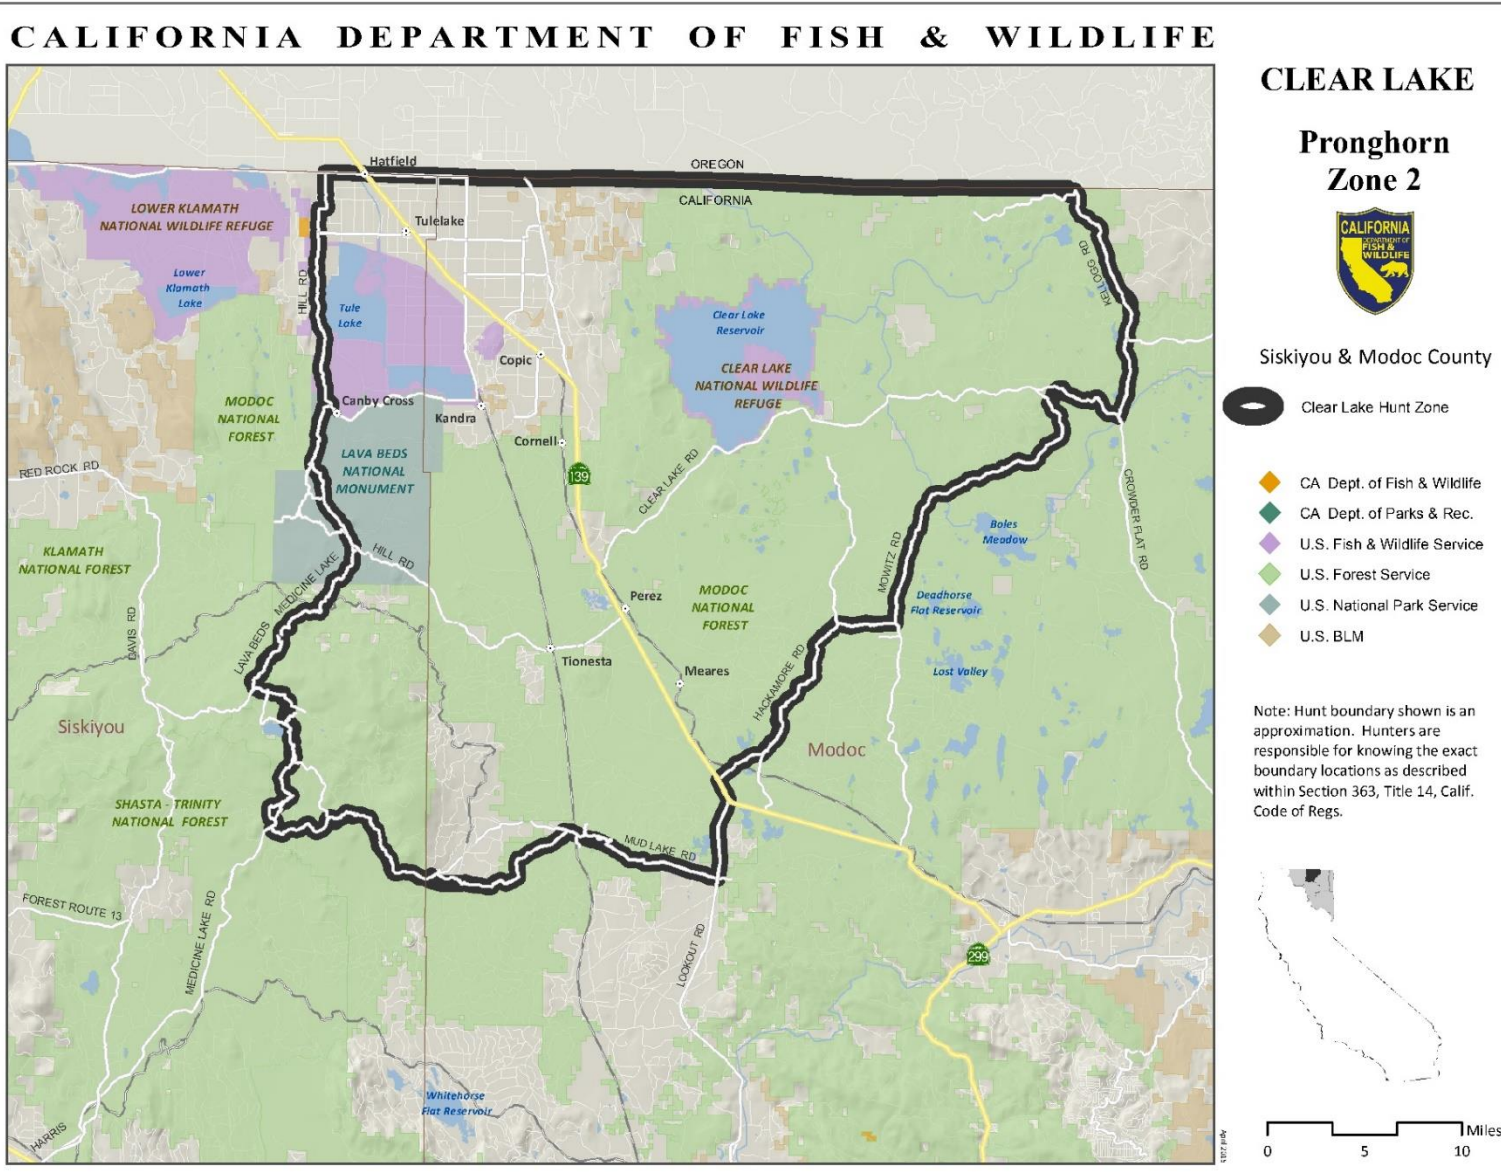 CALIFORNIA DEPARTMENT OF FISH & WILDLIFE
CLEAR LAKE
Pronghorn
Zone 2
CALIFORNIA
DEPARTMENT OF
FISH &
WILDLIFE
Siskiyou & Modoc County
Clear Lake Hunt Zone
CA Dept. of Fish & Wildlife
CA Dept. of Parks & Rec.
U.S. Fish & Wildlife Service
U.S. Forest Service
U.S. National Park Service
U.S. BLM
Note: Hunt boundary shown is an
approximation. Hunters are
responsible for knowing the exact
boundary locations as described
within Section 363, Title 14, Calif.
Code of Regs.
0 5 10 Miles
Hatfield
OREGON
CALIFORNIA
LOWER KLAMATH
NATIONAL WILDLIFE REFUGE
Tulelake
Lower
Klamath
Lake
HILL RD
Tule
Lake
KELLOGG RD
Clear Lake
Reservoir
Copic
CLEAR LAKE
NATIONAL WILDLIFE
REFUGE
MODOC
NATIONAL
FOREST
Canby Cross
Kandra
Cornell
LAVA BEDS
NATIONAL
MONUMENT
RED ROCK RD
139
CLEAR LAKE RD
CROWDER FLAT RD
Boles
Meadow
KLAMATH
NATIONAL FOREST
MEDICINE LAKE
HILL RD
MOWITZ RD
DAVIS RD
LAVA BEDS
Perez
MODOC
NATIONAL
FOREST
Deadhorse
Flat Reservoir
Tionesta
Meares
HACKAMORE RD
Lost Valley
Siskiyou
Modoc
SHASTA - TRINITY
NATIONAL FOREST
MUD LAKE RD
FOREST ROUTE 13
MEDICINE LAKE RD
LOOKOUT RD
299
Whitehorse
Flat Reservoir
HARRIS
April 2015